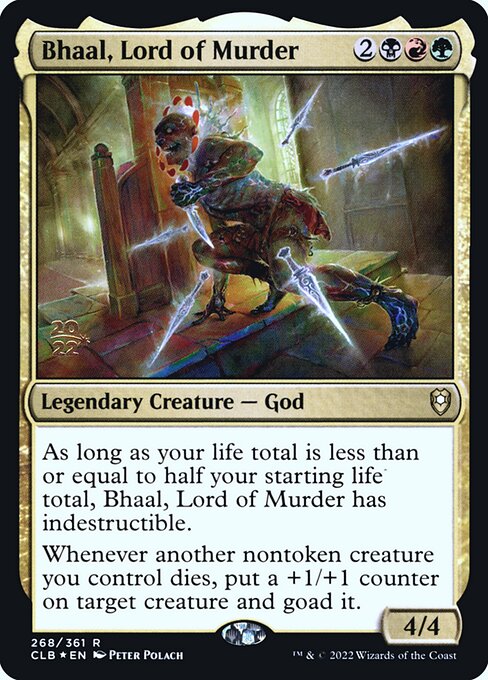 Bhaal, Lord of Murder 2
20
22
Legendary Creature — God
As long as your life total is less than
or equal to half your starting life
total, Bhaal, Lord of Murder has
indestructible.
Whenever another nontoken creature
you control dies, put a +1/+1 counter
on target creature and goad it.
4/4
268/361 R
CLB ★ EN Peter Polach
™ & © 2022 Wizards of the Coast